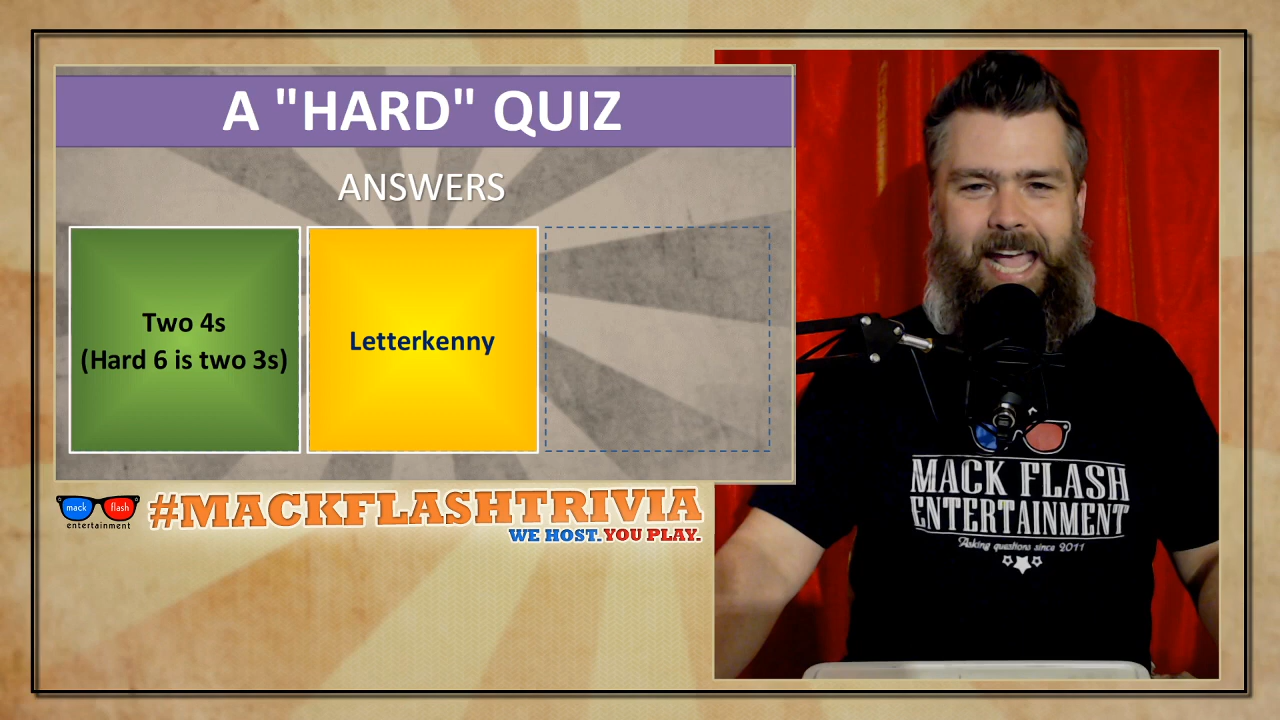 A "HARD" QUIZ
ANSWERS
Two 4s
(Hard 6 is two 3s)
Letterkenny
mack flash
entertainment
#MACKFLASHTRIVIA
WE HOST.YOU PLAY.
MACK FLASH
ENTERTAINMENT
Asking questions since 2011